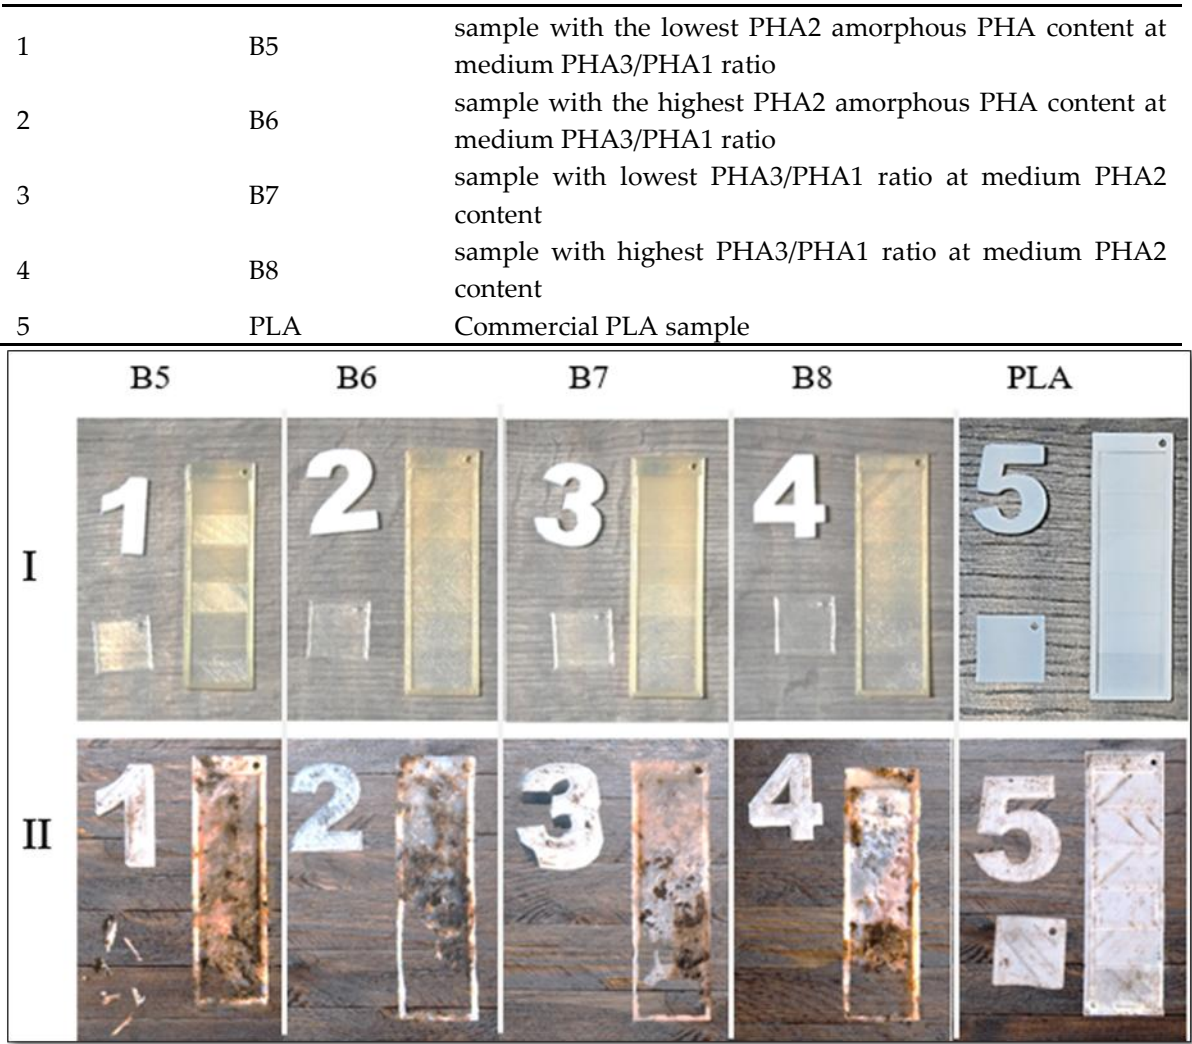 1 B5 sample with the lowest PHA2 amorphous PHA content at
medium PHA3/PHA1 ratio
2 B6 sample with the highest PHA2 amorphous PHA content at
medium PHA3/PHA1 ratio
3 B7 sample with lowest PHA3/PHA1 ratio at medium PHA2
content
4 B8 sample with highest PHA3/PHA1 ratio at medium PHA2
content
5 PLA Commercial PLA sample
B5 B6 B7 B8 PLA
I
1 2 3 4 5
II
1 2 3 4 5